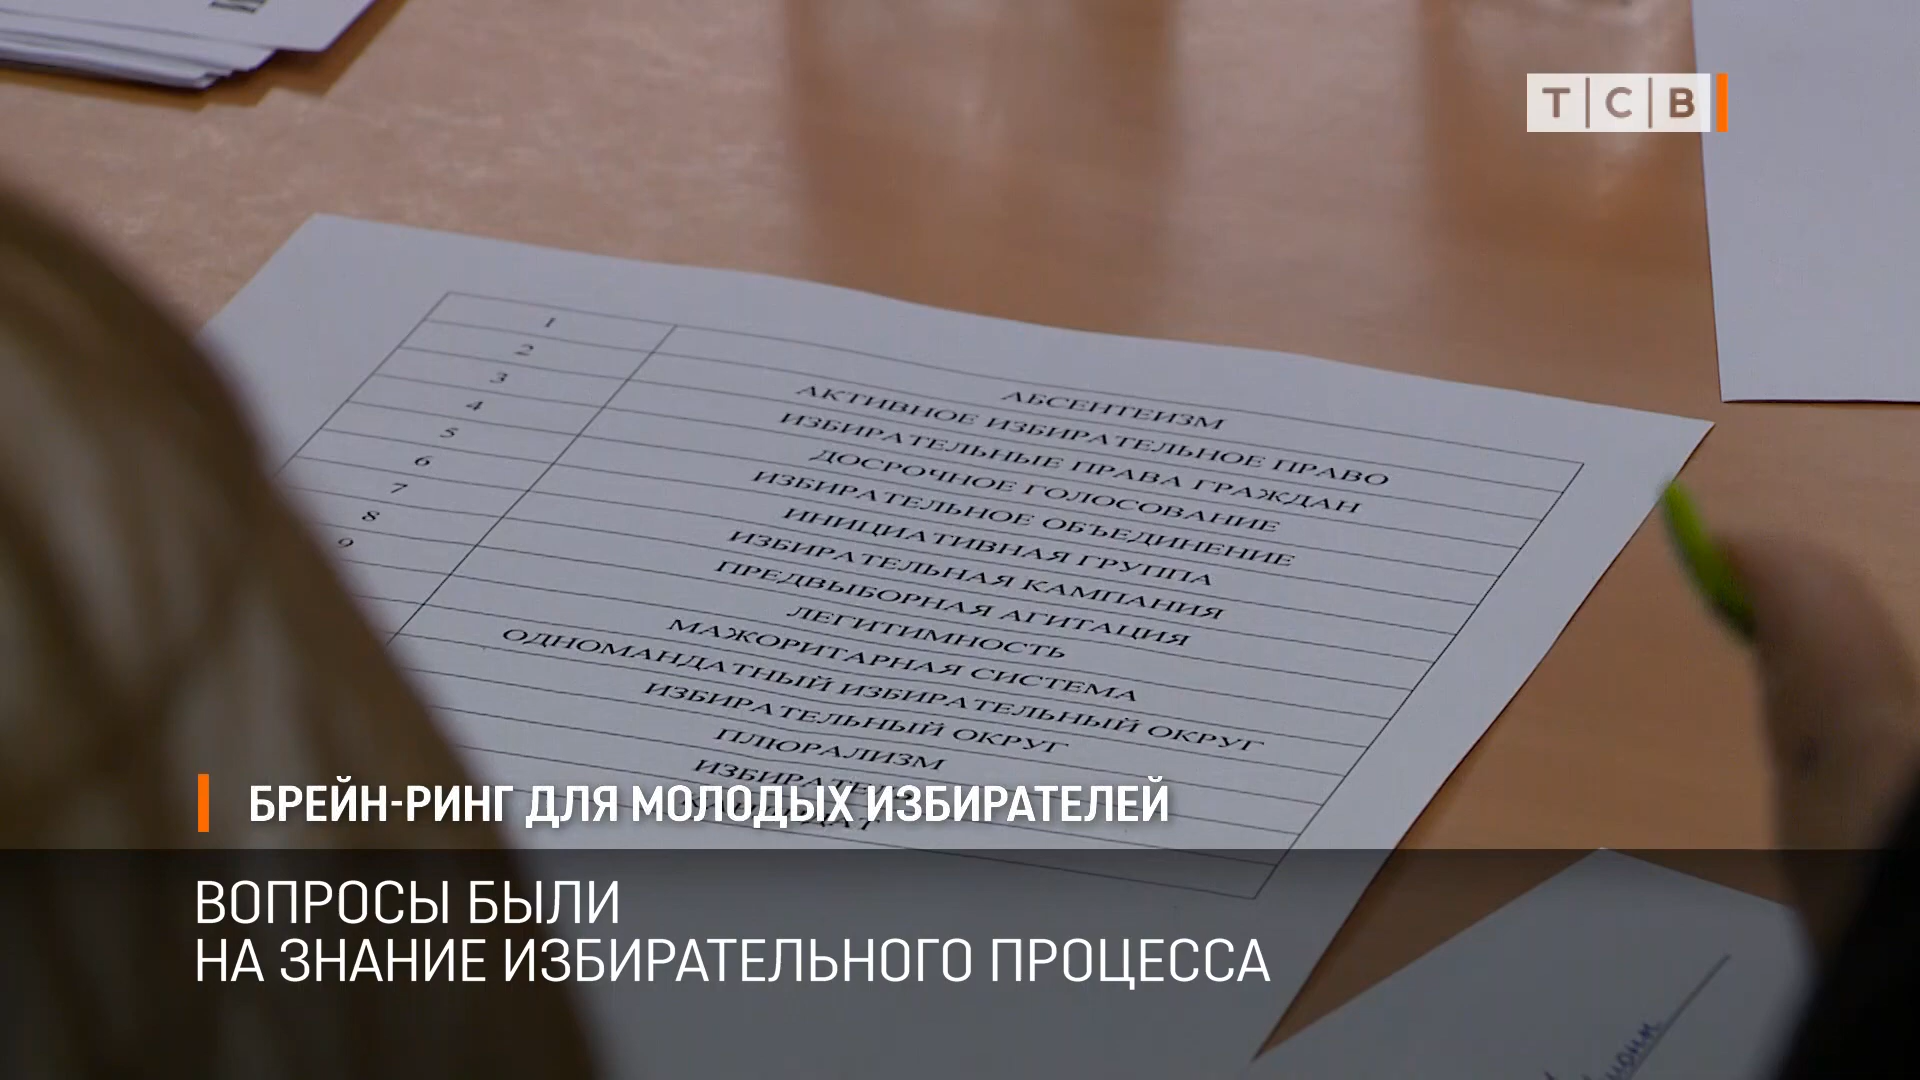 Т|С|В
1 АБСЕНТЕИЗМ
2 АКТИВНОЕ ИЗБИРАТЕЛЬНОЕ ПРАВО
3 ИЗБИРАТЕЛЬНЫЕ ПРАВА ГРАЖДАН
4 ДОСРОЧНОЕ ГОЛОСОВАНИЕ
5 ИЗБИРАТЕЛЬНОЕ ОБЪЕДИНЕНИЕ
6 ИНИЦИАТИВНАЯ ГРУППА
7 ИЗБИРАТЕЛЬНАЯ КАМПАНИЯ
8 ПРЕДВЫБОРНАЯ АГИТАЦИЯ
9 ЛЕГИТИМНОСТЬ
МАЖОРИТАРНАЯ СИСТЕМА
ОДНОМАНДАТНЫЙ ИЗБИРАТЕЛЬНЫЙ ОКРУГ
ИЗБИРАТЕЛЬНЫЙ ОКРУГ
ПЛЮРАЛИЗМ
БРЕЙН-РИНГ ДЛЯ МОЛОДЫХ ИЗБИРАТЕЛЕЙ
ВОПРОСЫ БЫЛИ
НА ЗНАНИЕ ИЗБИРАТЕЛЬНОГО ПРОЦЕССА